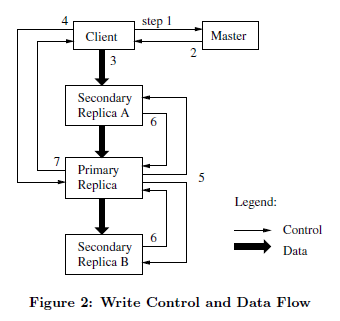 4
step 1
Client
Master
2
3
Secondary
Replica A
6
7
Primary
Replica
5
Legend:
Control
Secondary
Replica B
6
Data
Figure 2: Write Control and Data Flow